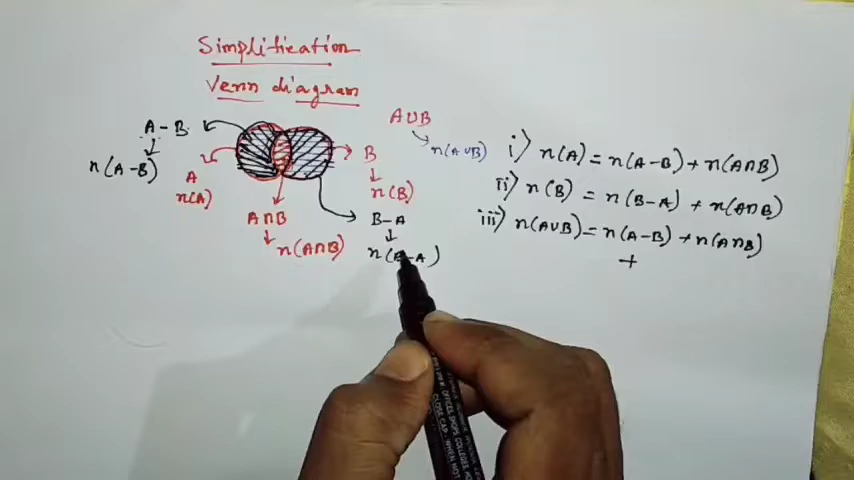 Simplification
Venn diagram
A - B
n(A-B)
A
n(A)
A∩B
n(A∩B)
B
n(B)
B-A
n(B-A)
A∪B
n(A∪B)
i) n(A) = n(A-B) + n(A∩B)
ii) n(B) = n(B-A) + n(A∩B)
iii) n(A∪B) = n(A-B) + n(A∩B)
+